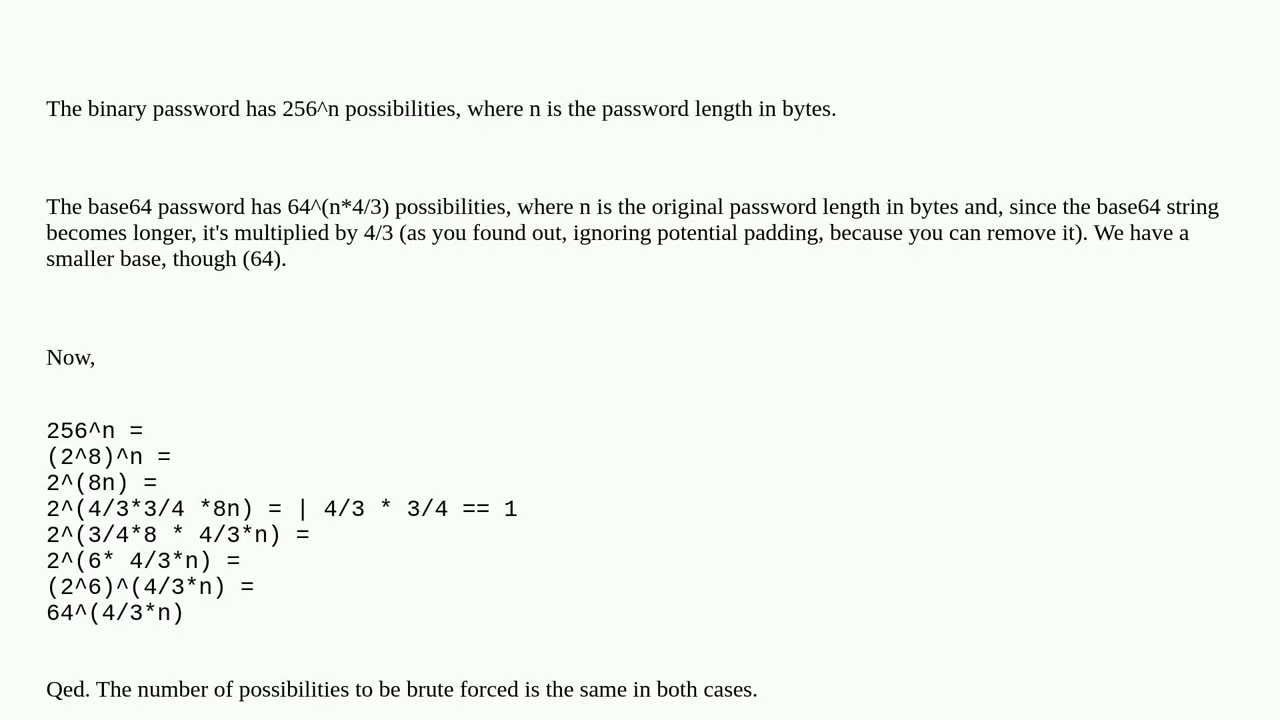 The binary password has 256^n possibilities, where n is the password length in bytes.
The base64 password has 64^(n*4/3) possibilities, where n is the original password length in bytes and, since the base64 string
becomes longer, it's multiplied by 4/3 (as you found out, ignoring potential padding, because you can remove it). We have a
smaller base, though (64).
Now,
256^n =
(2^8)^n =
2^(8n) =
2^(4/3*3/4 *8n) = | 4/3 * 3/4 == 1
2^(3/4*8 * 4/3*n) =
2^(6* 4/3*n) =
(2^6)^(4/3*n) =
64^(4/3*n)
Qed. The number of possibilities to be brute forced is the same in both cases.